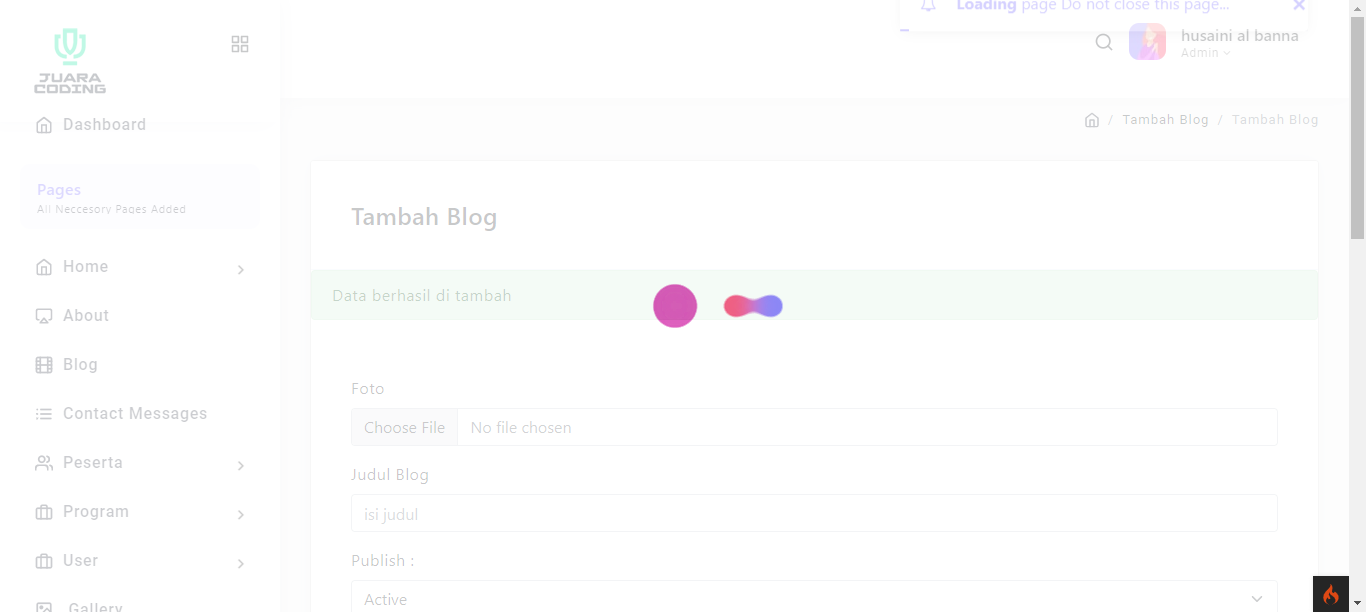 Loading page Do not close this page...
JUARA
CODING
husaini al banna
Admin
Dashboard
Tambah Blog / Tambah Blog
Pages
All Neccesory Pages Added
Tambah Blog
Home
Data berhasil di tambah
About
Blog
Foto
Contact Messages
Choose File No file chosen
Peserta
Judul Blog
Program
isi judul
User
Publish :
Active
Gallery